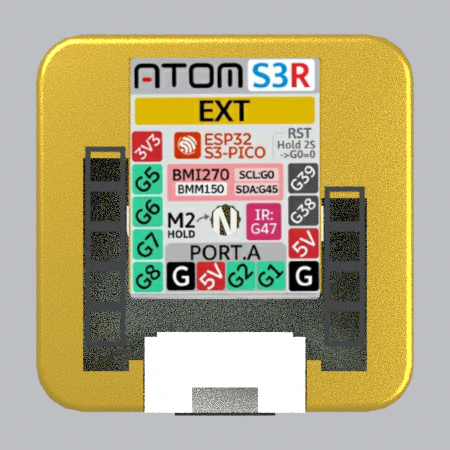 ATOM S3R
EXT
3V3
ESP32
S3-PICO
RST
Hold 2S
->G0=0
G5
BMI270
BMM150
SCL:G0
SDA:G45
G39
G6
M2
HOLD
N
IR:
G47
G38
G7
PORT.A
5V
G8
G
5V
G2
G1
G